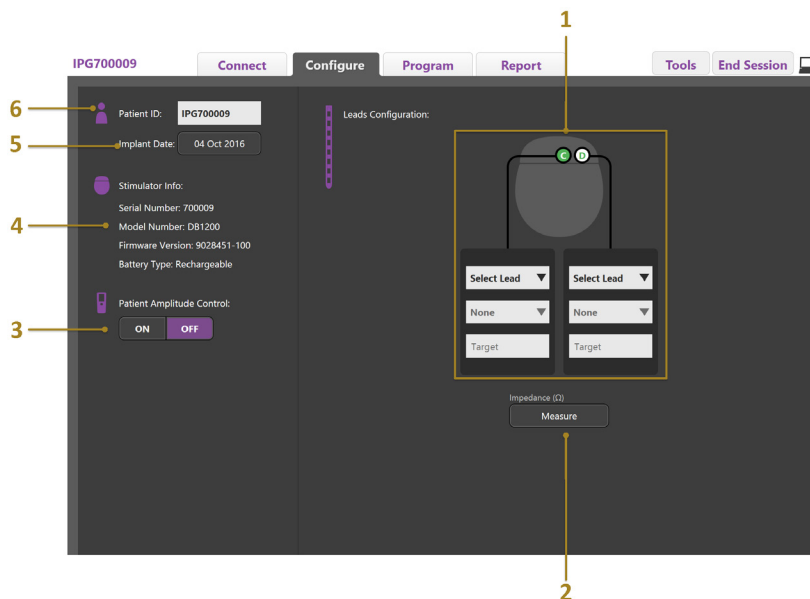 1
IPG700009
Connect
Configure
Program
Report
Tools
End Session
6
Patient ID:
IPG700009
Leads Configuration:
5
Implant Date:
04 Oct 2016
C
D
Stimulator Info:
Serial Number: 700009
4
Model Number: DB1200
Firmware Version: 9028451-100
Battery Type: Rechargeable
Select Lead
Select Lead
None
None
Target
Target
Patient Amplitude Control:
3
ON
OFF
Impedance (Ω)
Measure
2